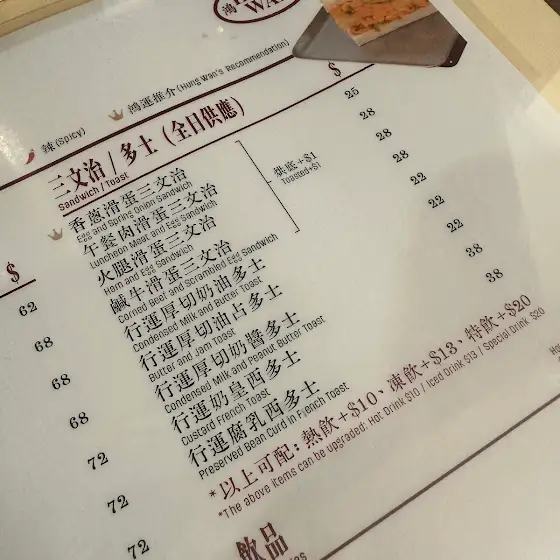 鴻
WAN
辣(Spicy)
鴻運推介(Hung Wan's Recommendation)
$
三文治 / 多士 (全日供應)
Sandwich / Toast
香蔥滑蛋三文治 25
Egg and Spring Onion Sandwich
午餐肉滑蛋三文治 28
Luncheon Meat and Egg Sandwich
火腿滑蛋三文治 28
Ham and Egg Sandwich
鹹牛滑蛋三文治 28
Corned Beef and Scrambled Egg Sandwich
烘底+$1
Toasted+$1
行運厚切奶油多士 22
Condensed Milk and Butter Toast
行運厚切油占多士 22
Butter and Jam Toast
行運厚切奶醬多士 22
Condensed Milk and Peanut Butter Toast
行運奶皇西多士 38
Custard French Toast
行運腐乳西多士 38
Preserved Bean Curd in French Toast
*以上可配: 熱飲+$10、凍飲+$13、特飲+$20
*The above items can be upgraded: Hot Drink $10 / Iced Drink $13 / Special Drink $20
飲品
$
62
68
68
68
72
72
72